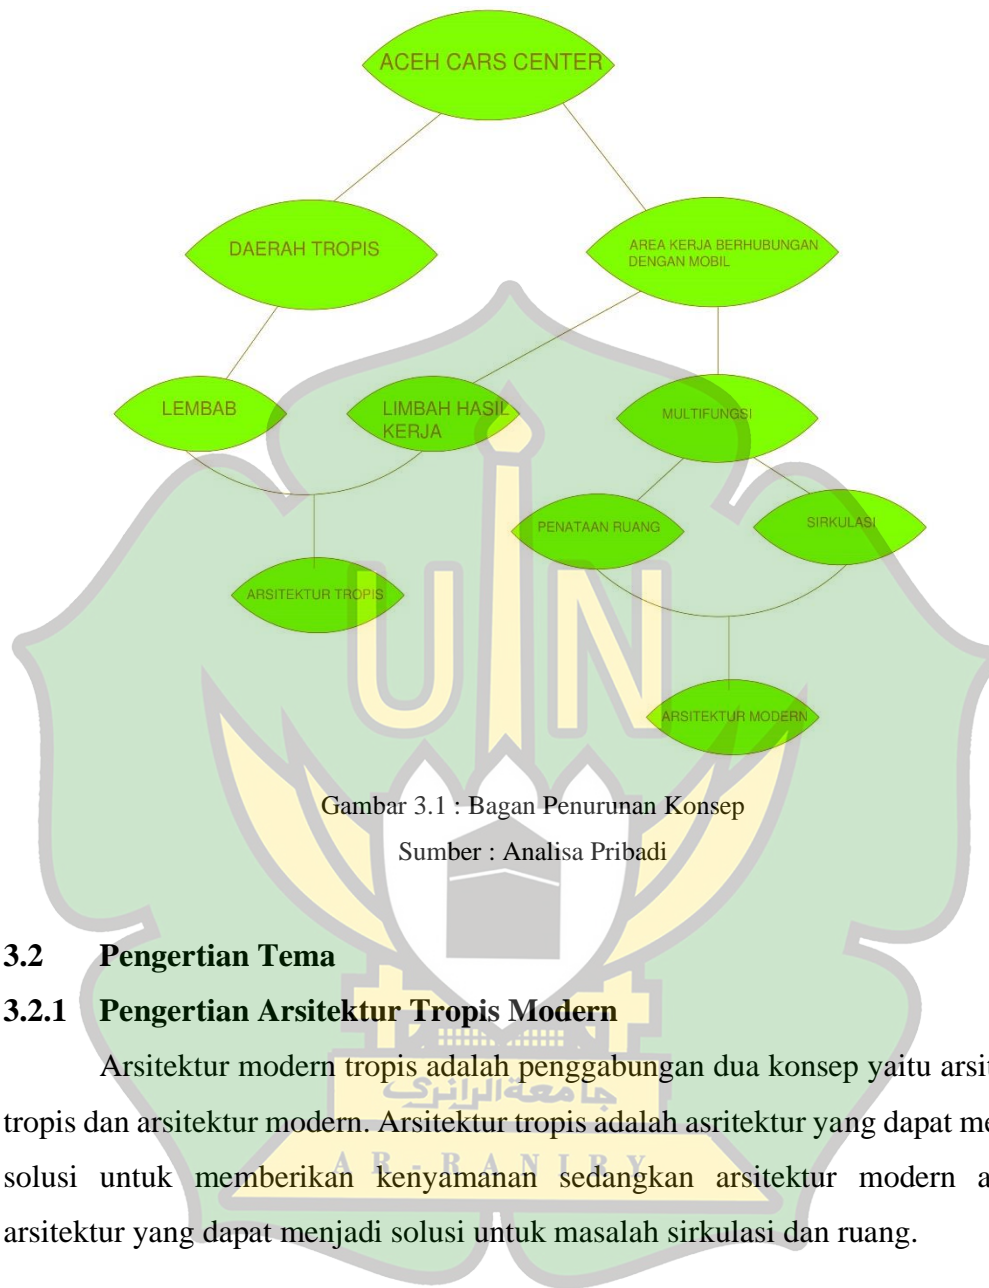 ACEH CARS CENTER
DAERAH TROPIS
AREA KERJA BERHUBUNGAN
DENGAN MOBIL
LEMBAB
LIMBAH HASIL
KERJA
MULTIFUNGSI
PENATAAN RUANG
SIRKULASI
ARSITEKTUR TROPIS
ARSITEKTUR MODERN
UIN
Gambar 3.1 : Bagan Penurunan Konsep
Sumber : Analisa Pribadi
3.2 Pengertian Tema
3.2.1 Pengertian Arsitektur Tropis Modern
Arsitektur modern tropis adalah penggabungan dua konsep yaitu arsi
tropis dan arsitektur modern. Arsitektur tropis adalah asritektur yang dapat me
جامعة الرانري
solusi untuk memberikan kenyamanan sedangkan arsitektur modern a
AR-RANIRY
arsitektur yang dapat menjadi solusi untuk masalah sirkulasi dan ruang.